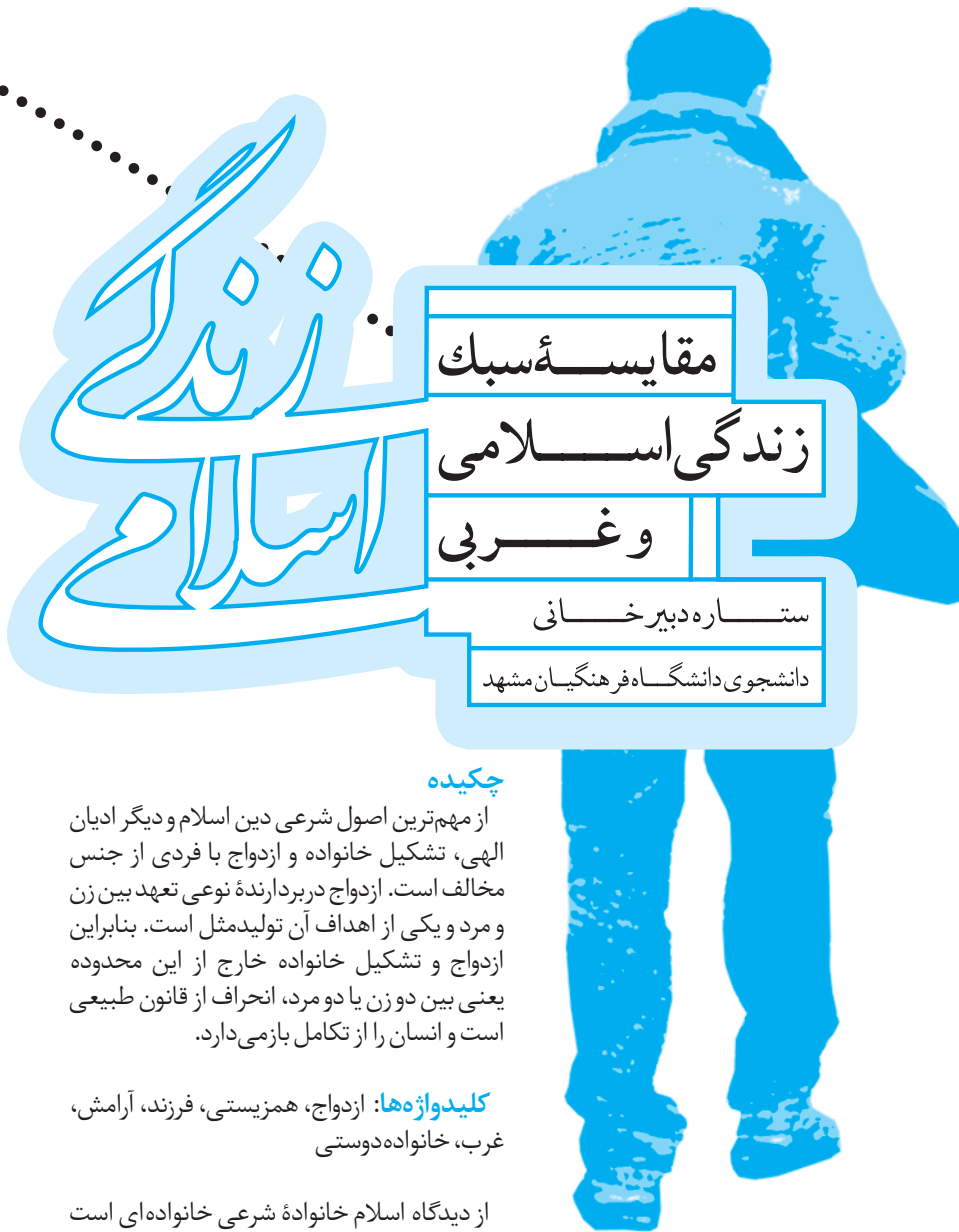 زندگی
اسلامی
مقایسهٔ سبک
زندگی اسلامی
و غربی
ستاره دبیرخانی
دانشجوی دانشگاه فرهنگیان مشهد
چکیده
از مهم‌ترین اصول شرعی دین اسلام و دیگر ادیان
الهی، تشکیل خانواده و ازدواج با فردی از جنس
مخالف است. ازدواج دربردارندهٔ نوعی تعهد بین زن
و مرد و یکی از اهداف آن تولیدمثل است. بنابراین
ازدواج و تشکیل خانواده خارج از این محدوده
یعنی بین دو زن یا دو مرد، انحراف از قانون طبیعی
است و انسان را از تکامل بازمی‌دارد.
کلیدواژه‌ها: ازدواج، همزیستی، فرزند، آرامش،
غرب، خانواده‌دوستی
از دیدگاه اسلام خانوادهٔ شرعی خانواده‌ای است